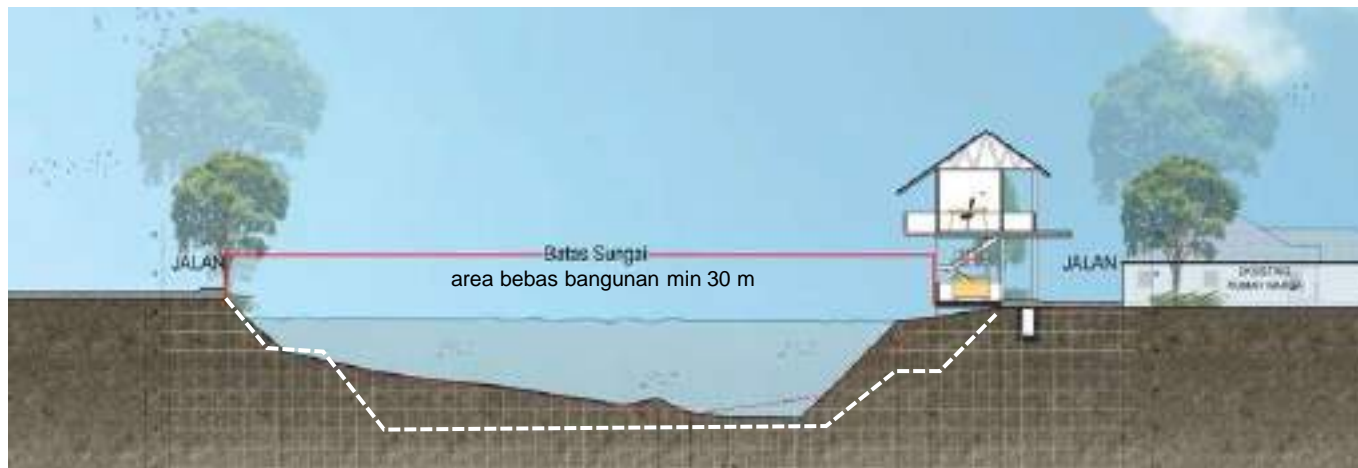 Batas Sungai
area bebas bangunan min 30 m
JALAN
JALAN
EKSISTING
RUMAH WARGA